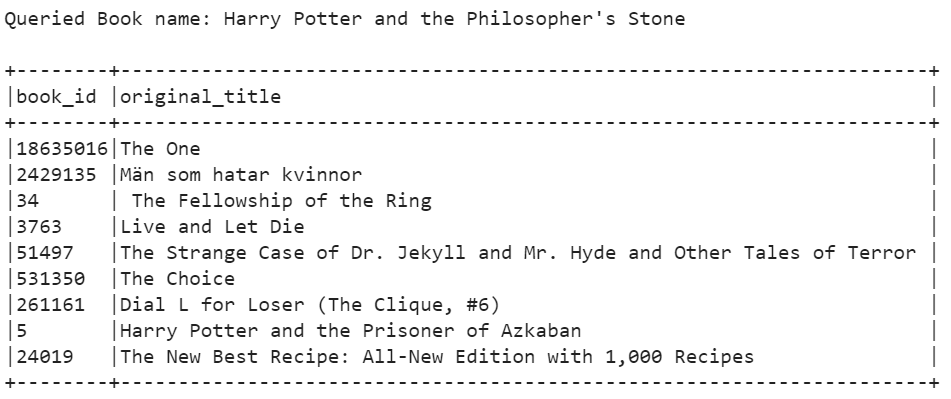 Queried Book name: Harry Potter and the Philosopher's Stone
+--------+----------------------------------------------------------------------+
|book_id |original_title                                                        |
+--------+----------------------------------------------------------------------+
|18635016|The One                                                               |
|2429135 |Män som hatar kvinnor                                                 |
|34      | The Fellowship of the Ring                                           |
|3763    |Live and Let Die                                                      |
|51497   |The Strange Case of Dr. Jekyll and Mr. Hyde and Other Tales of Terror |
|531350  |The Choice                                                            |
|261161  |Dial L for Loser (The Clique, #6)                                     |
|5       |Harry Potter and the Prisoner of Azkaban                              |
|24019   |The New Best Recipe: All-New Edition with 1,000 Recipes               |
+--------+----------------------------------------------------------------------+